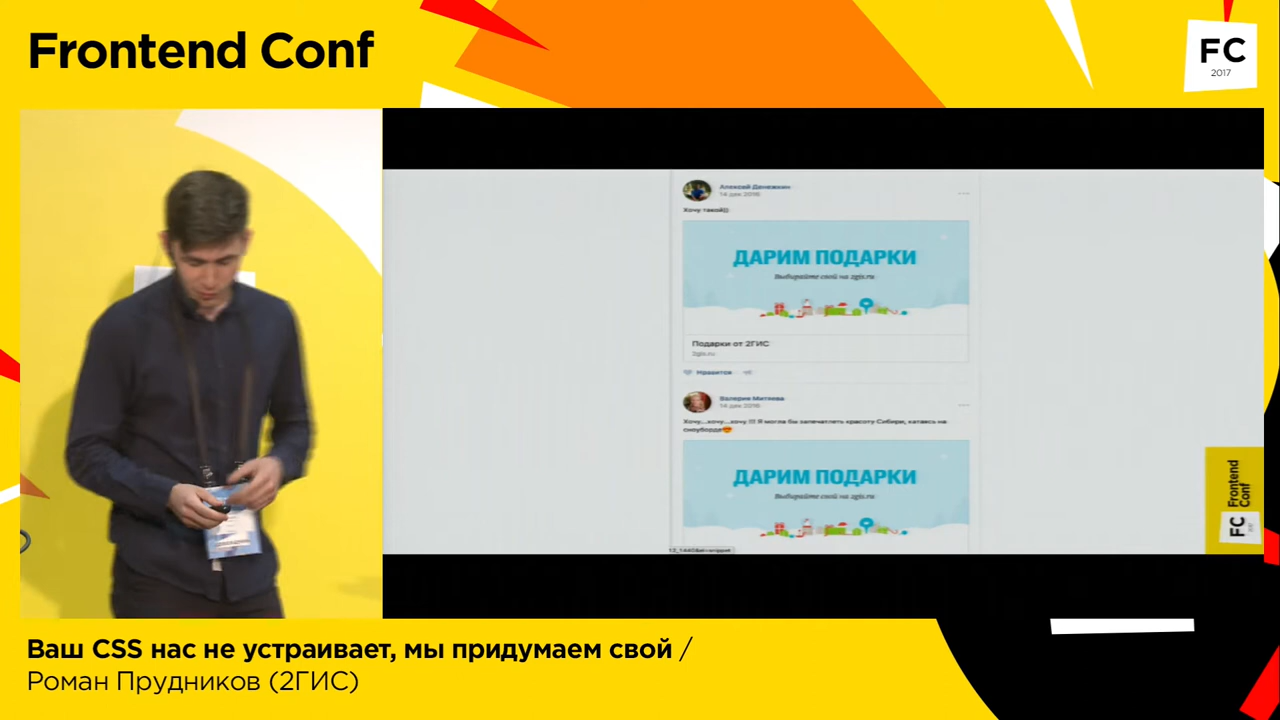 Frontend Conf
FC
2017
Алексей Денежкин
14 дек 2016
Хочу такой))
ДАРИМ ПОДАРКИ
Выбирайте свой на 2gis.ru
Подарки от 2ГИС
2gis.ru
Нравится
Валерия Митяева
14 дек 2016
Хочу...хочу...хочу !!! Я могла бы запечатлеть красоту Сибири, катаясь на
сноуборде
ДАРИМ ПОДАРКИ
Выбирайте свой на 2gis.ru
Frontend
Conf
FC
Ваш CSS нас не устраивает, мы придумаем свой /
Роман Прудников (2ГИС)